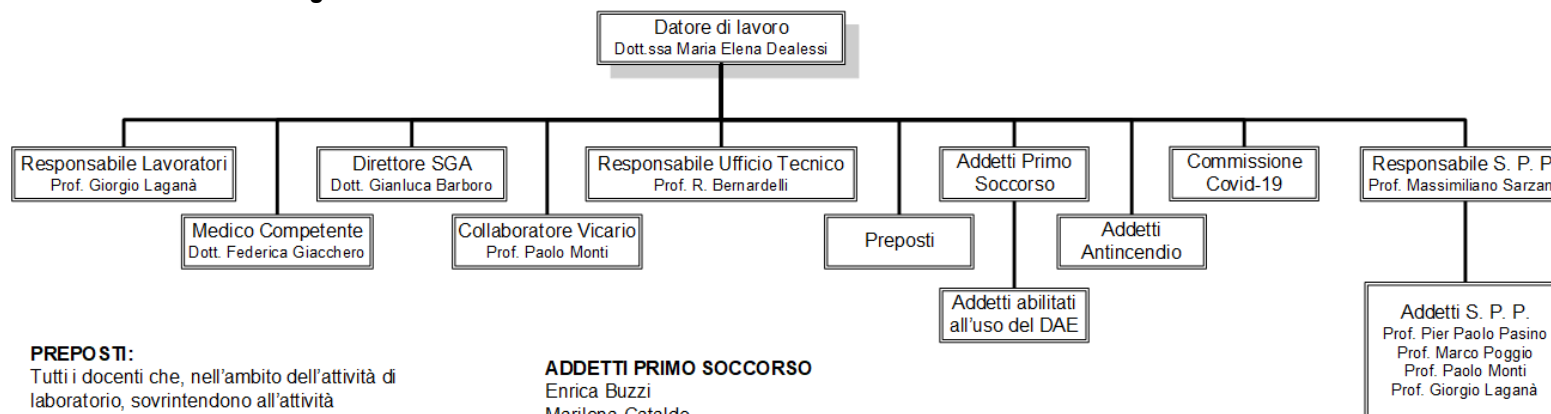 Datore di lavoro
Dott.ssa Maria Elena Dealessi
Responsabile Lavoratori
Prof. Giorgio Laganà
Direttore SGA
Dott. Gianluca Barboro
Responsabile Ufficio Tecnico
Prof. R. Bernardelli
Addetti Primo
Soccorso
Commissione
Covid-19
Responsabile S. P. P
Prof. Massimiliano Sarzan
Medico Competente
Dott. Federica Giacchero
Collaboratore Vicario
Prof. Paolo Monti
Preposti
Addetti
Antincendio
Addetti abilitati
all'uso del DAE
Addetti S. P. P.
Prof. Pier Paolo Pasino
Prof. Marco Poggio
Prof. Paolo Monti
Prof. Giorgio Laganà
PREPOSTI:
Tutti i docenti che, nell'ambito dell'attività di
laboratorio, sovrintendono all'attività
ADDETTI PRIMO SOCCORSO
Enrica Buzzi